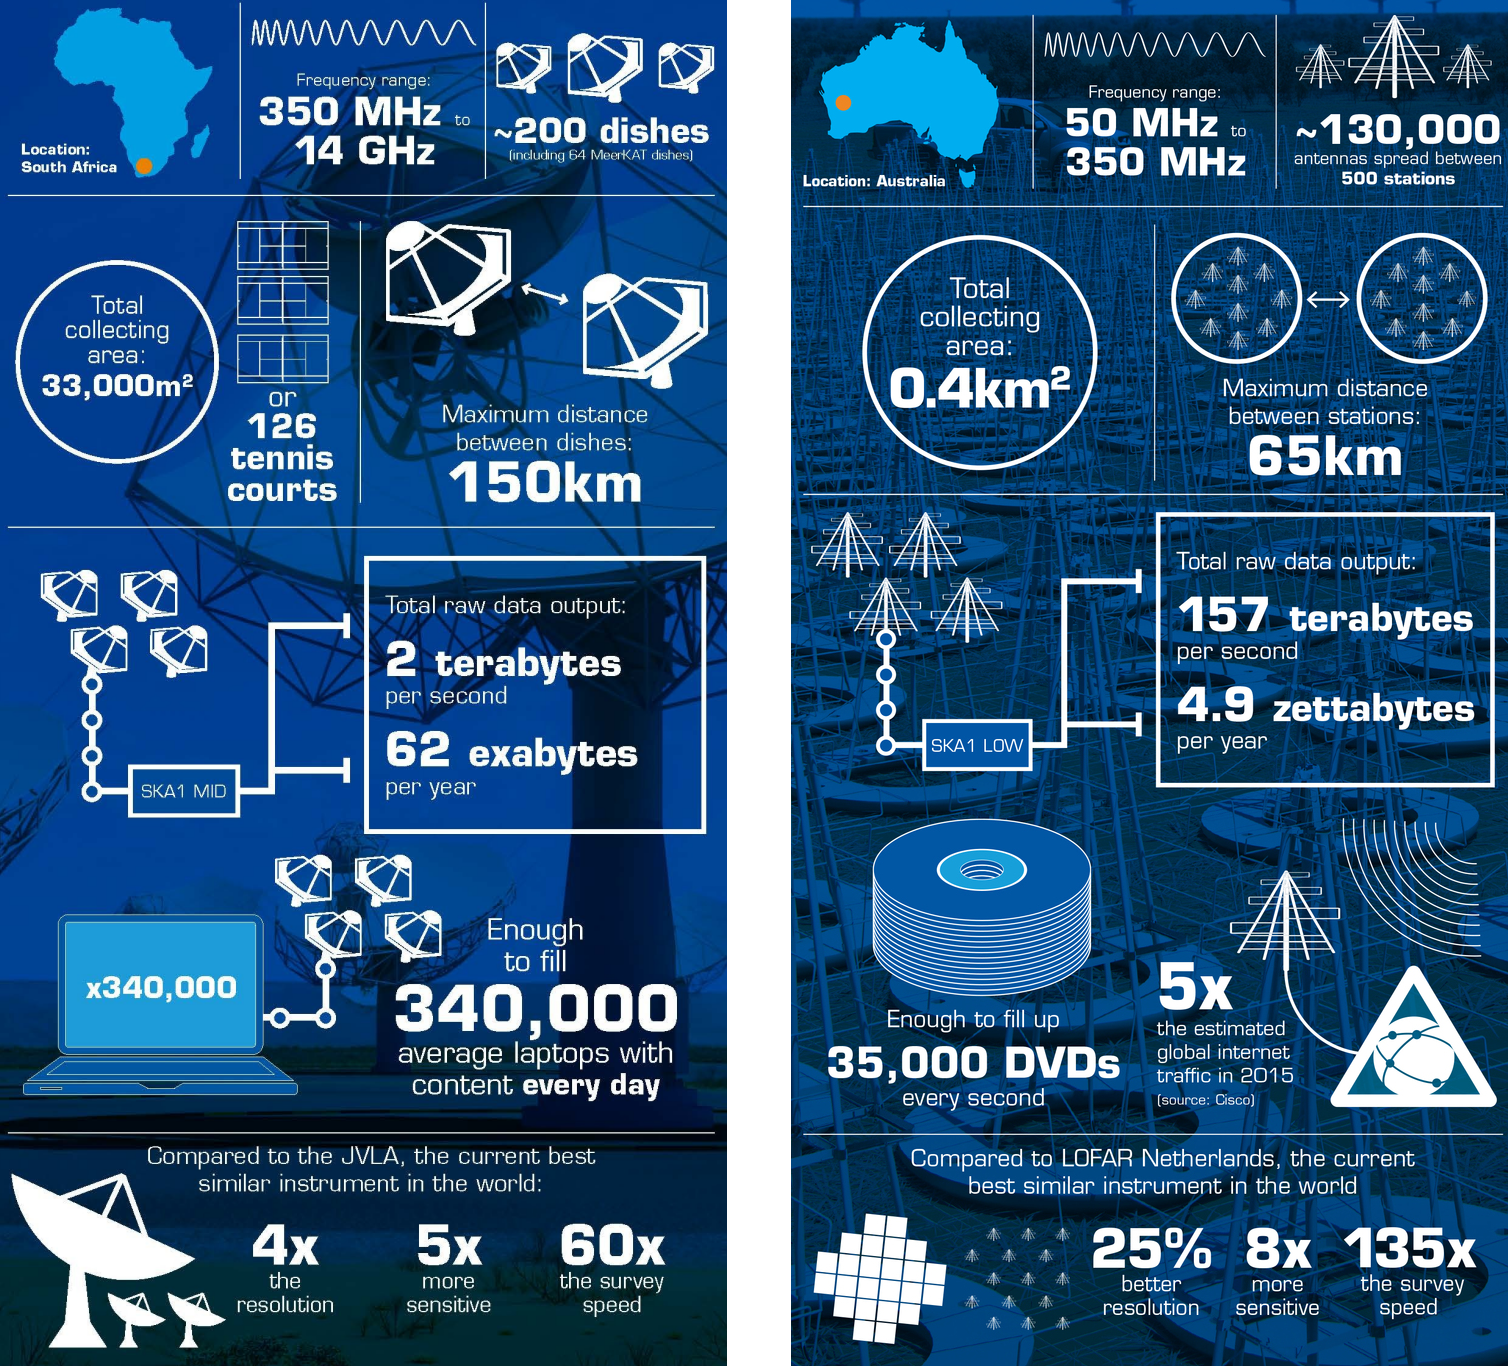 Location:
South Africa
Frequency range:
350 MHz to
14 GHz
~200 dishes
(including 64 MeerKAT dishes)
Total
collecting
area:
33,000m²
or
126
tennis
courts
Maximum distance
between dishes:
150km
SKA1 MID
Total raw data output:
2 terabytes
per second
62 exabytes
per year
x340,000
Enough
to fill
340,000
average laptops with
content every day
Compared to the JVLA, the current best
similar instrument in the world:
4x
the
resolution
5x
more
sensitive
60x
the survey
speed
Location: Australia
Frequency range:
50 MHz to
350 MHz
~130,000
antennas spread between
500 stations
Total
collecting
area:
0.4km²
Maximum distance
between stations:
65km
SKA1 LOW
Total raw data output:
157 terabytes
per second
4.9 zettabytes
per year
Enough to fill up
35,000 DVDs
every second
5x
the estimated
global internet
traffic in 2015
(source: Cisco)
Compared to LOFAR Netherlands, the current
best similar instrument in the world
25%
better
resolution
8x
more
sensitive
135x
the survey
speed